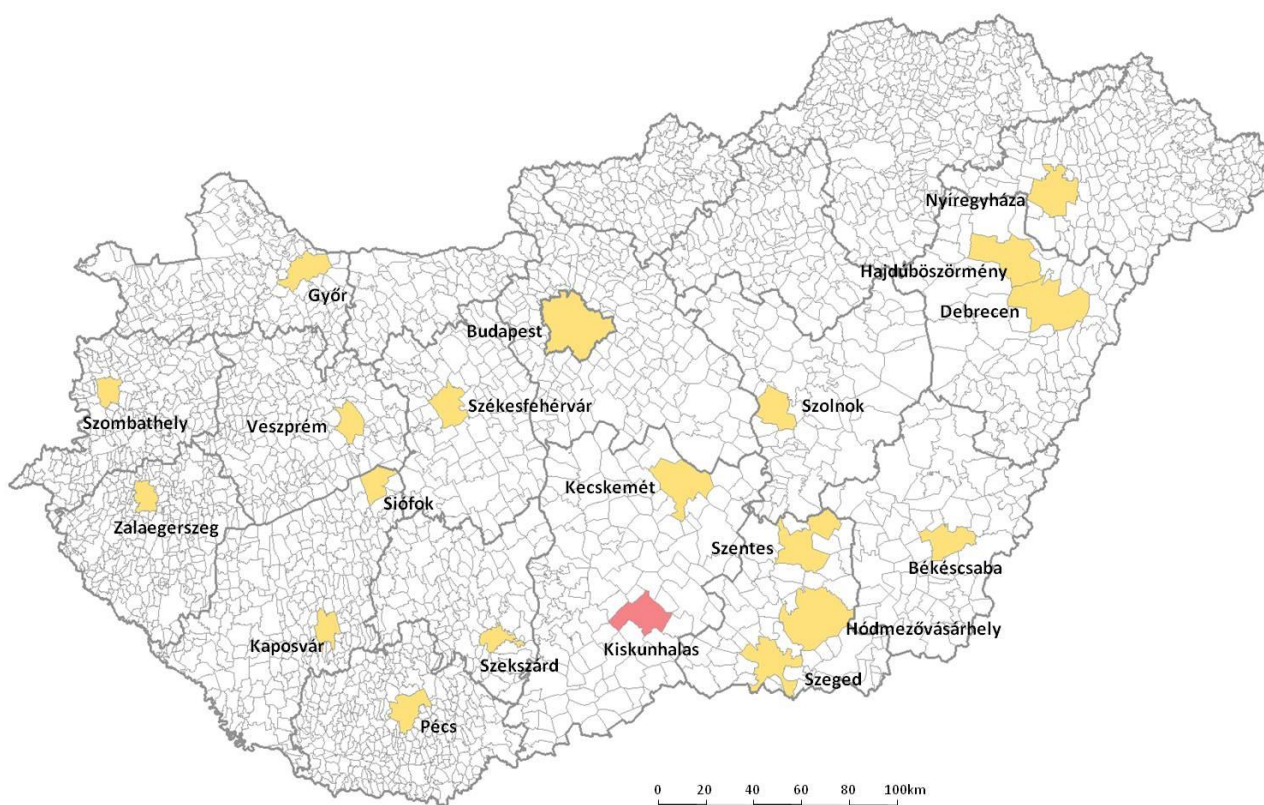 Nyíregyháza
Hajdúböszörmény
Győr
Debrecen
Budapest
Szombathely
Veszprém
Székesfehérvár
Szolnok
Kecskemét
Siófok
Zalaegerszeg
Szentes
Békéscsaba
Kaposvár
Szekszárd
Kiskunhalas
Hódmezővásárhely
Szeged
Pécs
0 20 40 60 80 100km